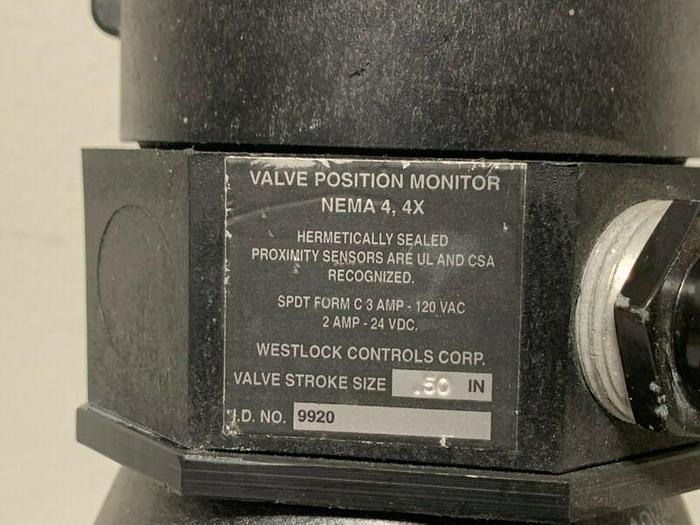 VALVE POSITION MONITOR
NEMA 4, 4X
HERMETICALLY SEALED
PROXIMITY SENSORS ARE UL AND CSA
RECOGNIZED.
SPDT FORM C 3 AMP - 120 VAC
2 AMP - 24 VDC.
WESTLOCK CONTROLS CORP.
VALVE STROKE SIZE .50 IN
I.D. NO. 9920